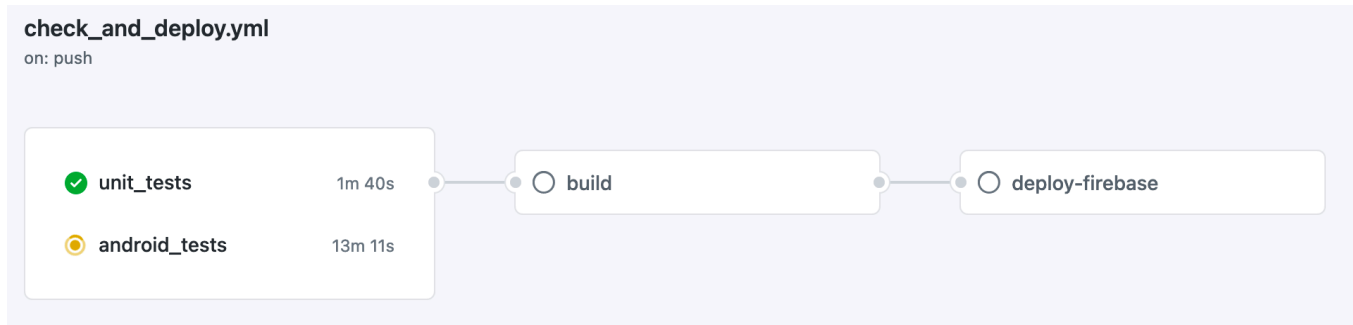 check_and_deploy.yml
on: push
unit_tests 1m 40s
android_tests 13m 11s
build
deploy-firebase